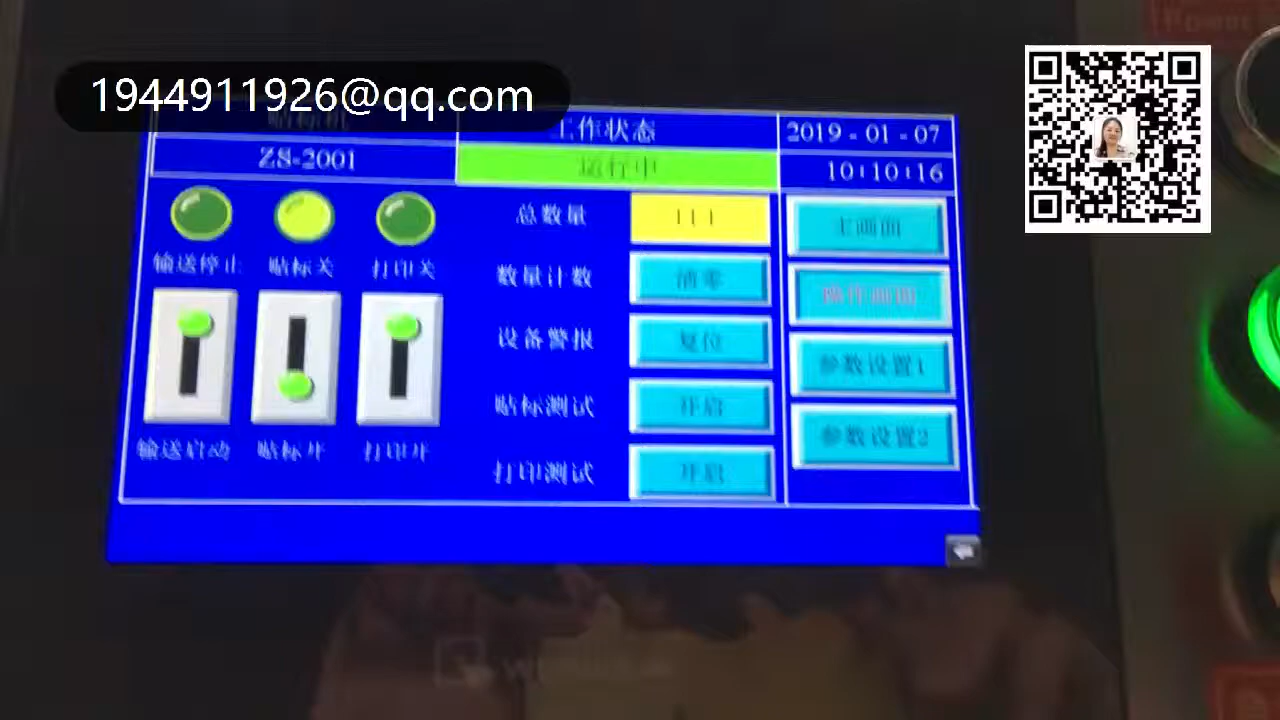 1944911926@qq.com
贴标机
工作状态
2019-01-07
ZS-2001
运行中
10:10:16
总数量
111
主画面
输送停止
贴标关
打印关
数量计数
清零
操作画面
设备警报
复位
参数设置1
贴标测试
开启
参数设置2
输送启动
贴标开
打印开
打印测试
开启
Power